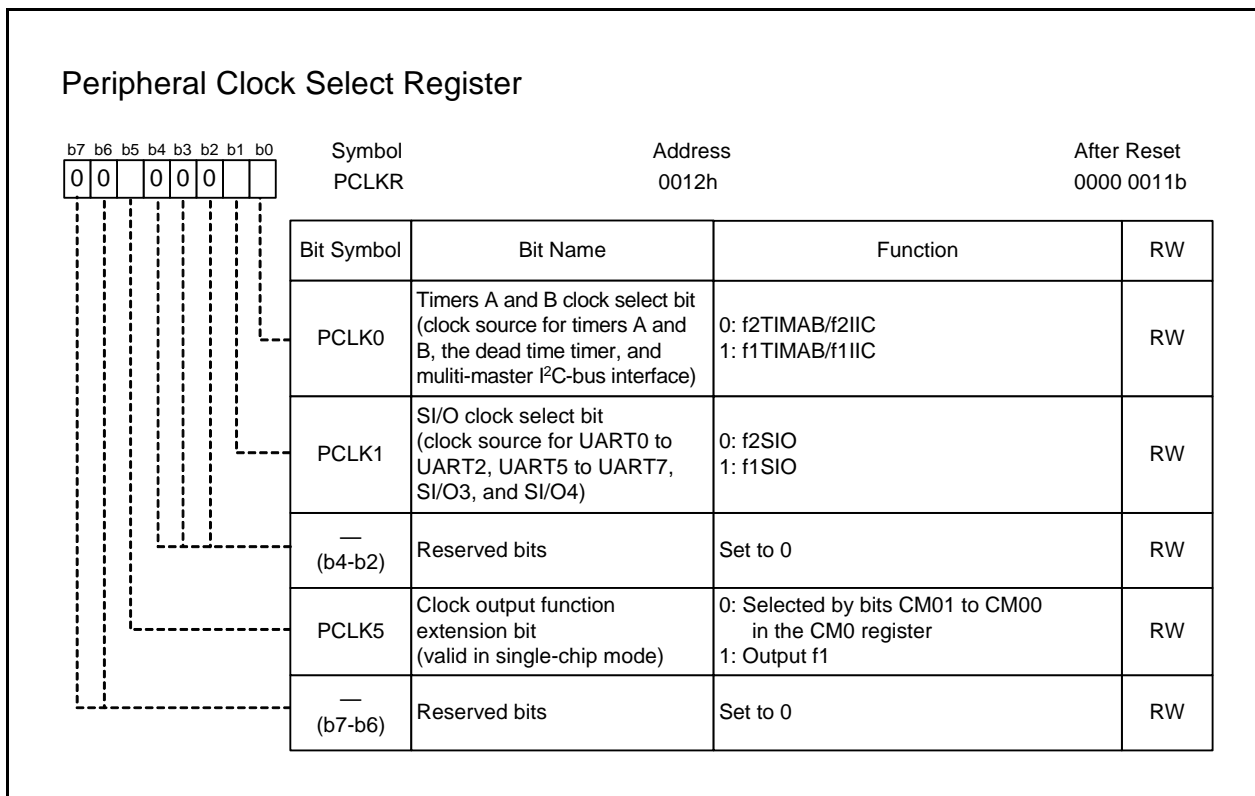 Peripheral Clock Select Register
b7 b6 b5 b4 b3 b2 b1 b0
Symbol Address After Reset
0 0 0 0 0
PCLKR 0012h 0000 0011b
Bit Symbol Bit Name Function RW
PCLK0
Timers A and B clock select bit
(clock source for timers A and
B, the dead time timer, and
muliti-master I²C-bus interface)
0: f2TIMAB/f2IIC
1: f1TIMAB/f1IIC
RW
PCLK1
SI/O clock select bit
(clock source for UART0 to
UART2, UART5 to UART7,
SI/O3, and SI/O4)
0: f2SIO
1: f1SIO
RW
—
(b4-b2)
Reserved bits
Set to 0
RW
PCLK5
Clock output function
extension bit
(valid in single-chip mode)
0: Selected by bits CM01 to CM00
in the CM0 register
1: Output f1
RW
—
(b7-b6)
Reserved bits
Set to 0
RW